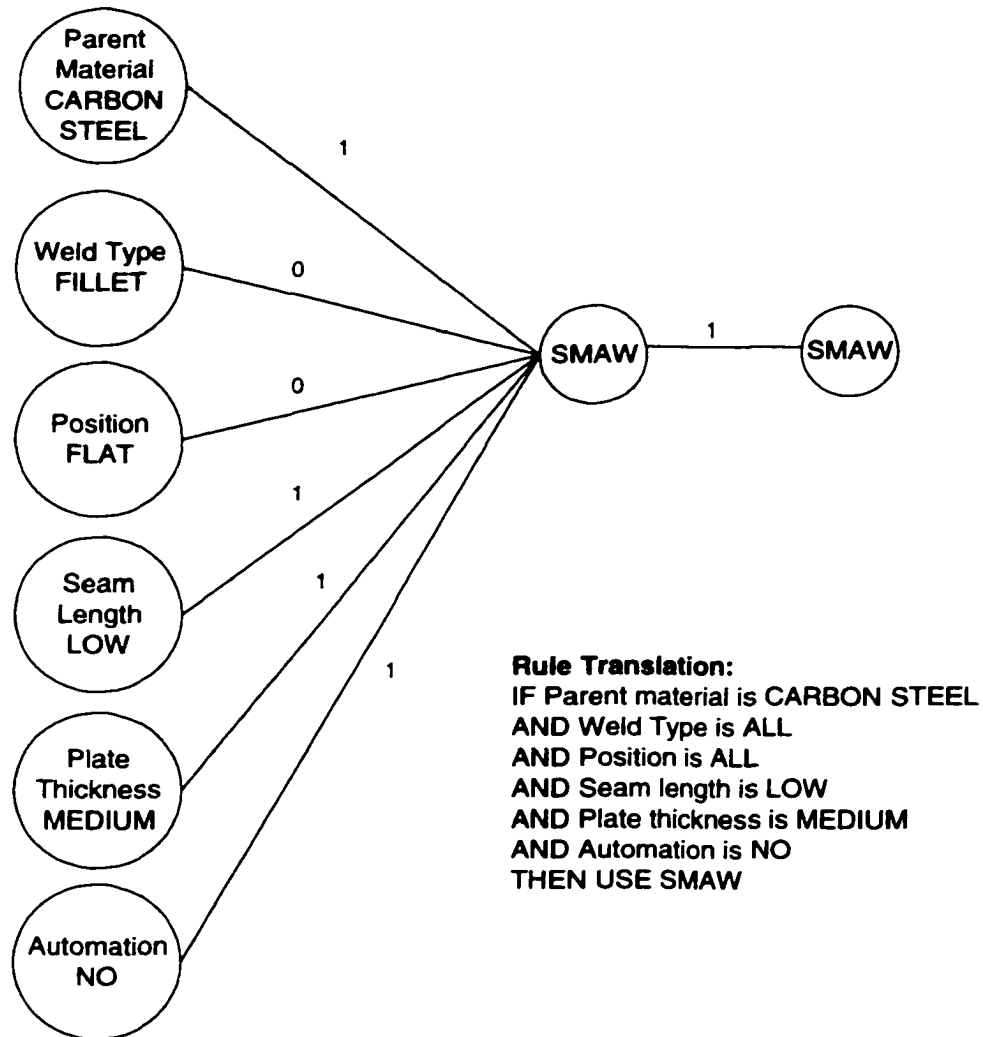 Parent
Material
CARBON
STEEL
1
Weld Type
FILLET
0
SMAW
1
SMAW
0
Position
FLAT
1
Seam
Length
LOW
1
1
Rule Translation:
IF Parent material is CARBON STEEL
AND Weld Type is ALL
AND Position is ALL
AND Seam length is LOW
AND Plate thickness is MEDIUM
AND Automation is NO
THEN USE SMAW
Plate
Thickness
MEDIUM
Automation
NO